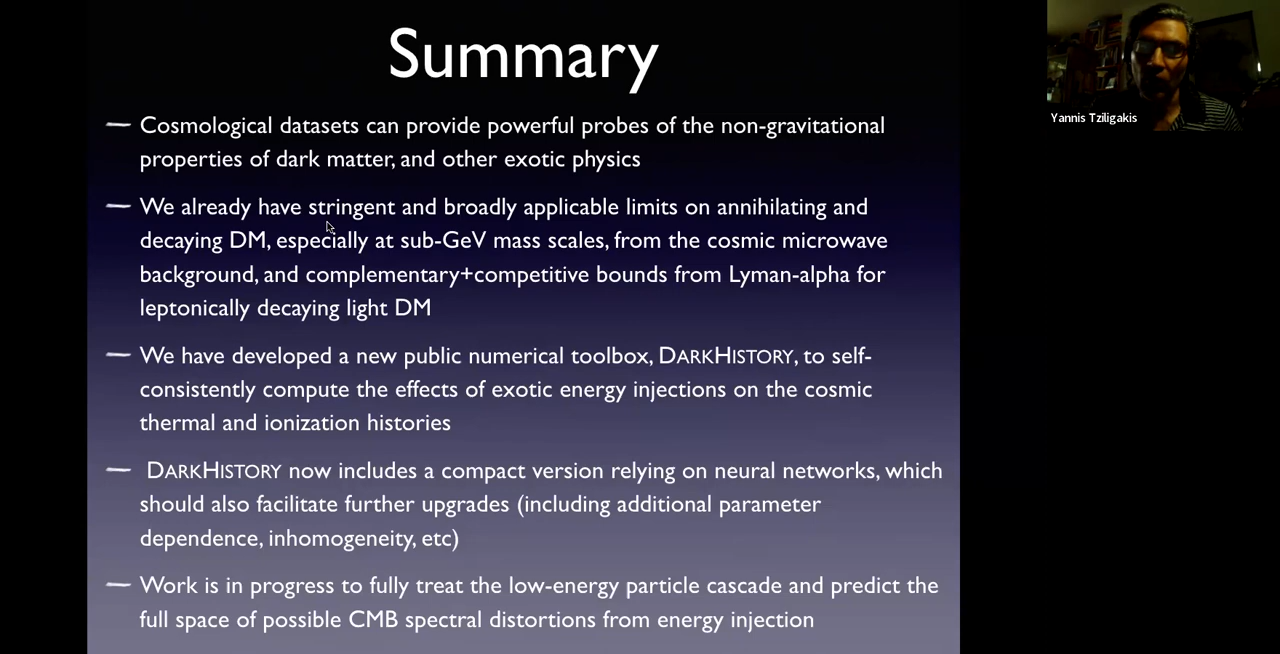 Summary
Yannis Tziligakis
— Cosmological datasets can provide powerful probes of the non-gravitational
properties of dark matter, and other exotic physics
— We already have stringent and broadly applicable limits on annihilating and
decaying DM, especially at sub-GeV mass scales, from the cosmic microwave
background, and complementary+competitive bounds from Lyman-alpha for
leptonically decaying light DM
— We have developed a new public numerical toolbox, DARKHISTORY, to self-
consistently compute the effects of exotic energy injections on the cosmic
thermal and ionization histories
— DARKHISTORY now includes a compact version relying on neural networks, which
should also facilitate further upgrades (including additional parameter
dependence, inhomogeneity, etc)
— Work is in progress to fully treat the low-energy particle cascade and predict the
full space of possible CMB spectral distortions from energy injection